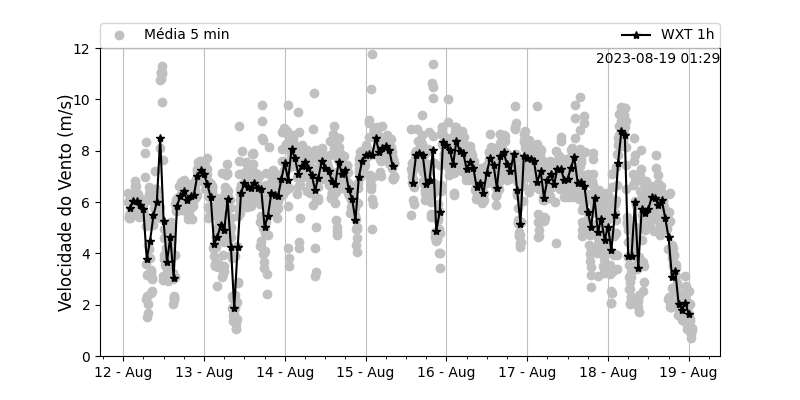 Média 5 min
WXT 1h
2023-08-19 01:29
Velocidade do Vento (m/s)
12
10
8
6
4
2
0
12 - Aug 13 - Aug 14 - Aug 15 - Aug 16 - Aug 17 - Aug 18 - Aug 19 - Aug